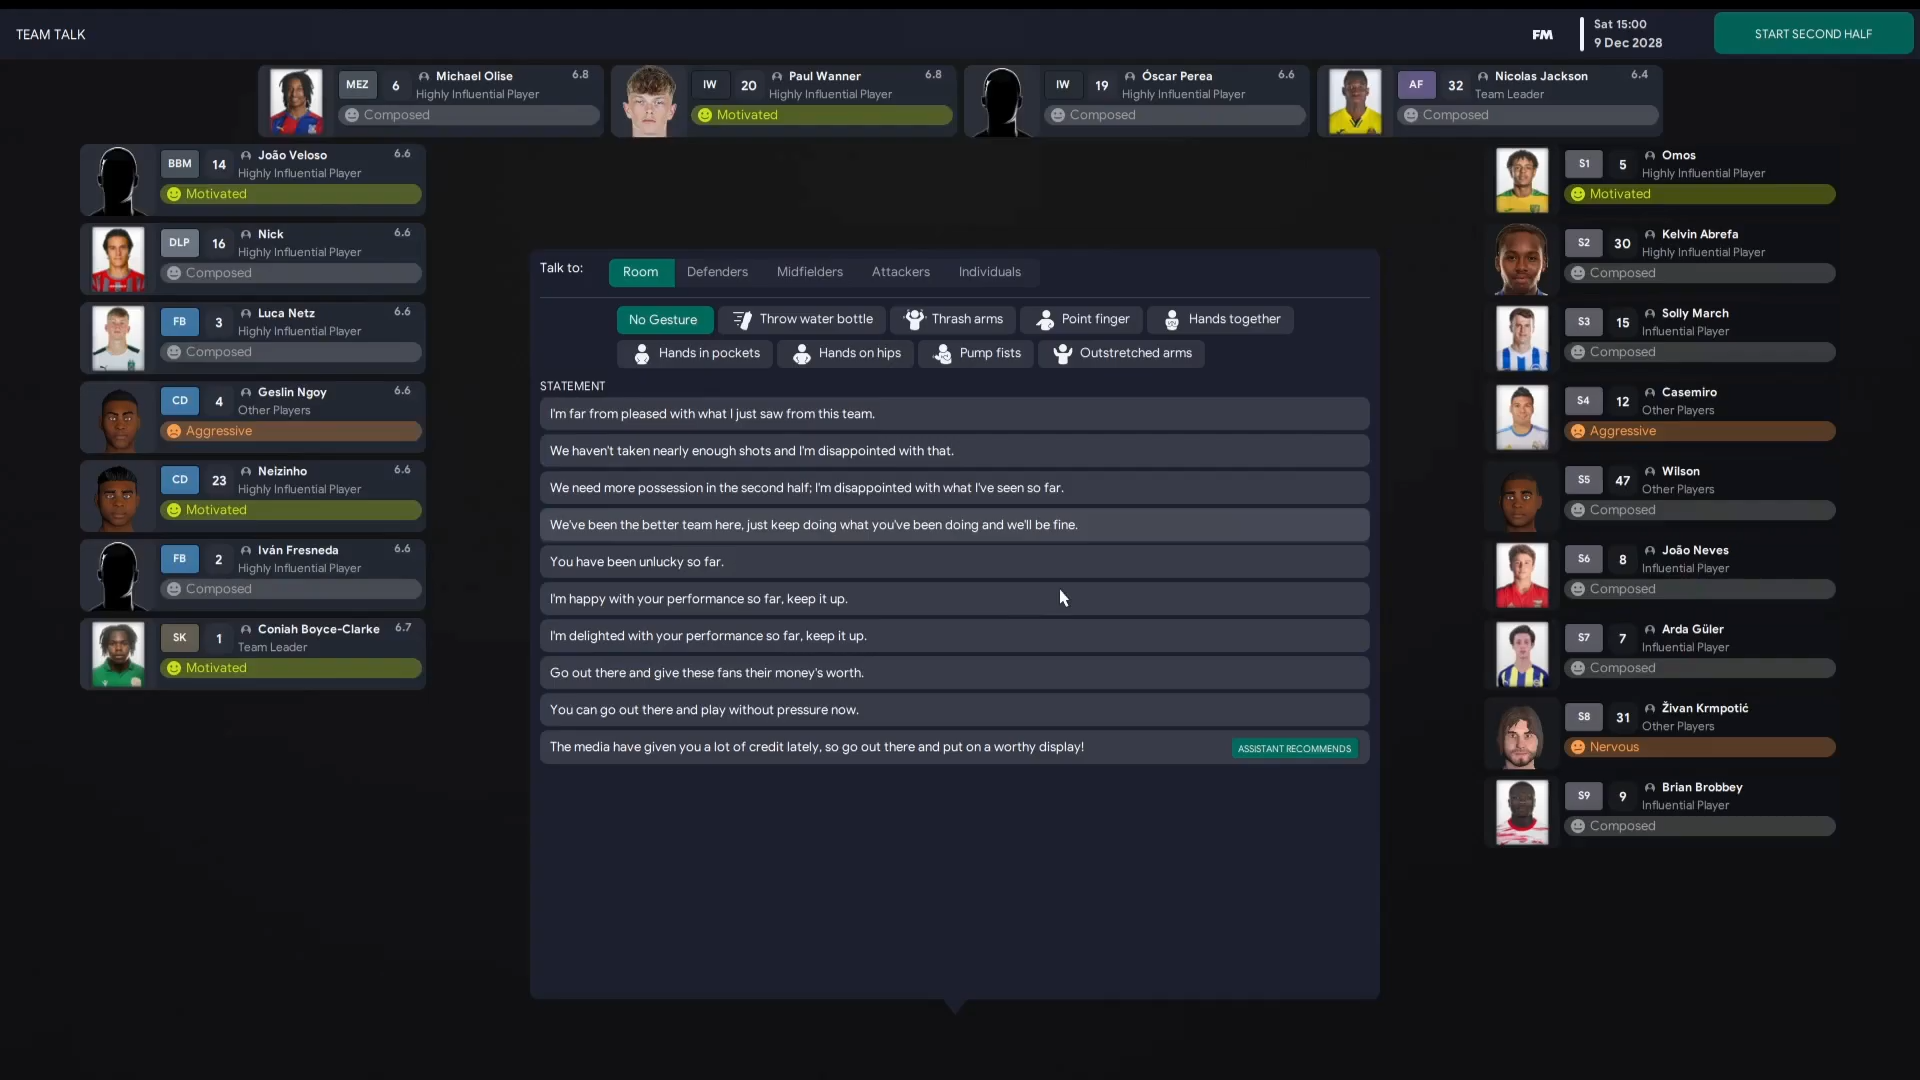 TEAM TALK
FM
Sat 15:00
9 Dec 2028
START SECOND HALF
MEZ 6 Michael Olise 6.8
Highly Influential Player
Composed
IW 20 Paul Wanner 6.8
Highly Influential Player
Motivated
IW 19 Óscar Perea 6.6
Highly Influential Player
Composed
AF 32 Nicolas Jackson 6.4
Team Leader
Composed
BBM 14 João Veloso 6.6
Highly Influential Player
Motivated
DLP 16 Nick 6.6
Highly Influential Player
Composed
FB 3 Luca Netz 6.6
Highly Influential Player
Composed
CD 4 Geslin Ngoy 6.6
Other Players
Aggressive
CD 23 Neizinho 6.6
Highly Influential Player
Motivated
FB 2 Iván Fresneda 6.6
Highly Influential Player
Composed
SK 1 Coniah Boyce-Clarke 6.7
Team Leader
Motivated
Talk to: Room Defenders Midfielders Attackers Individuals
No Gesture Throw water bottle Thrash arms Point finger Hands together
Hands in pockets Hands on hips Pump fists Outstretched arms
STATEMENT
I'm far from pleased with what I just saw from this team.
We haven't taken nearly enough shots and I'm disappointed with that.
We need more possession in the second half; I'm disappointed with what I've seen so far.
We've been the better team here, just keep doing what you've been doing and we'll be fine.
You have been unlucky so far.
I'm happy with your performance so far, keep it up.
I'm delighted with your performance so far, keep it up.
Go out there and give these fans their money's worth.
You can go out there and play without pressure now.
The media have given you a lot of credit lately, so go out there and put on a worthy display! ASSISTANT RECOMMENDS
S1 5 Omos
Highly Influential Player
Motivated
S2 30 Kelvin Abrefa
Highly Influential Player
Composed
S3 15 Solly March
Influential Player
Composed
S4 12 Casemiro
Other Players
Aggressive
S5 47 Wilson
Other Players
Composed
S6 8 João Neves
Influential Player
Composed
S7 7 Arda Güler
Influential Player
Composed
S8 31 Živan Krmpotić
Other Players
Nervous
S9 9 Brian Brobbey
Influential Player
Composed